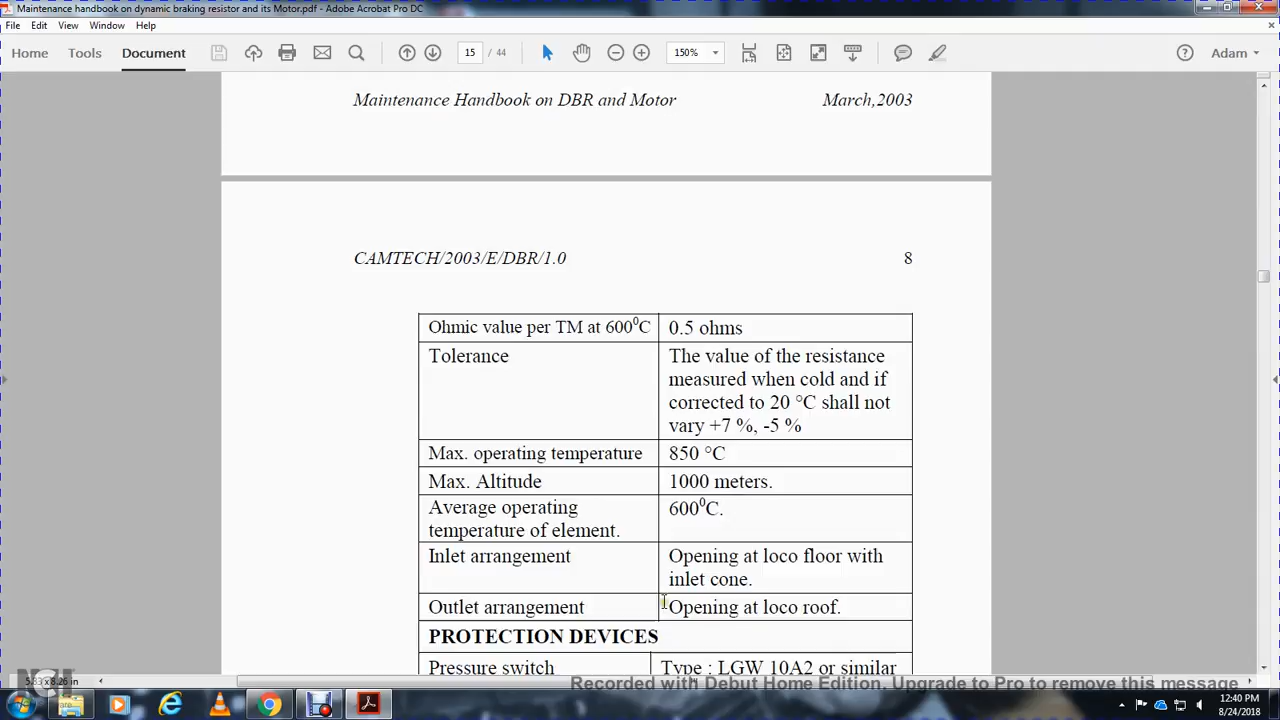 Maintenance handbook on dynamic braking resistor and its Motor.pdf - Adobe Acrobat Pro DC
File Edit View Window Help
Home Tools Document 15 / 44 150% Adam
Maintenance Handbook on DBR and Motor March,2003
CAMTECH/2003/E/DBR/1.0 8
Ohmic value per TM at 600⁰C 0.5 ohms
Tolerance The value of the resistance
measured when cold and if
corrected to 20 °C shall not
vary +7 %, -5 %
Max. operating temperature 850 °C
Max. Altitude 1000 meters.
Average operating 600⁰C.
temperature of element.
Inlet arrangement Opening at loco floor with
inlet cone.
Outlet arrangement Opening at loco roof.
PROTECTION DEVICES
Pressure switch Type : LGW 10A2 or similar
5.83 x 8.26 in
Recorded with Debut Home Edition. Upgrade to Pro to remove this message
12:40 PM
8/24/2018